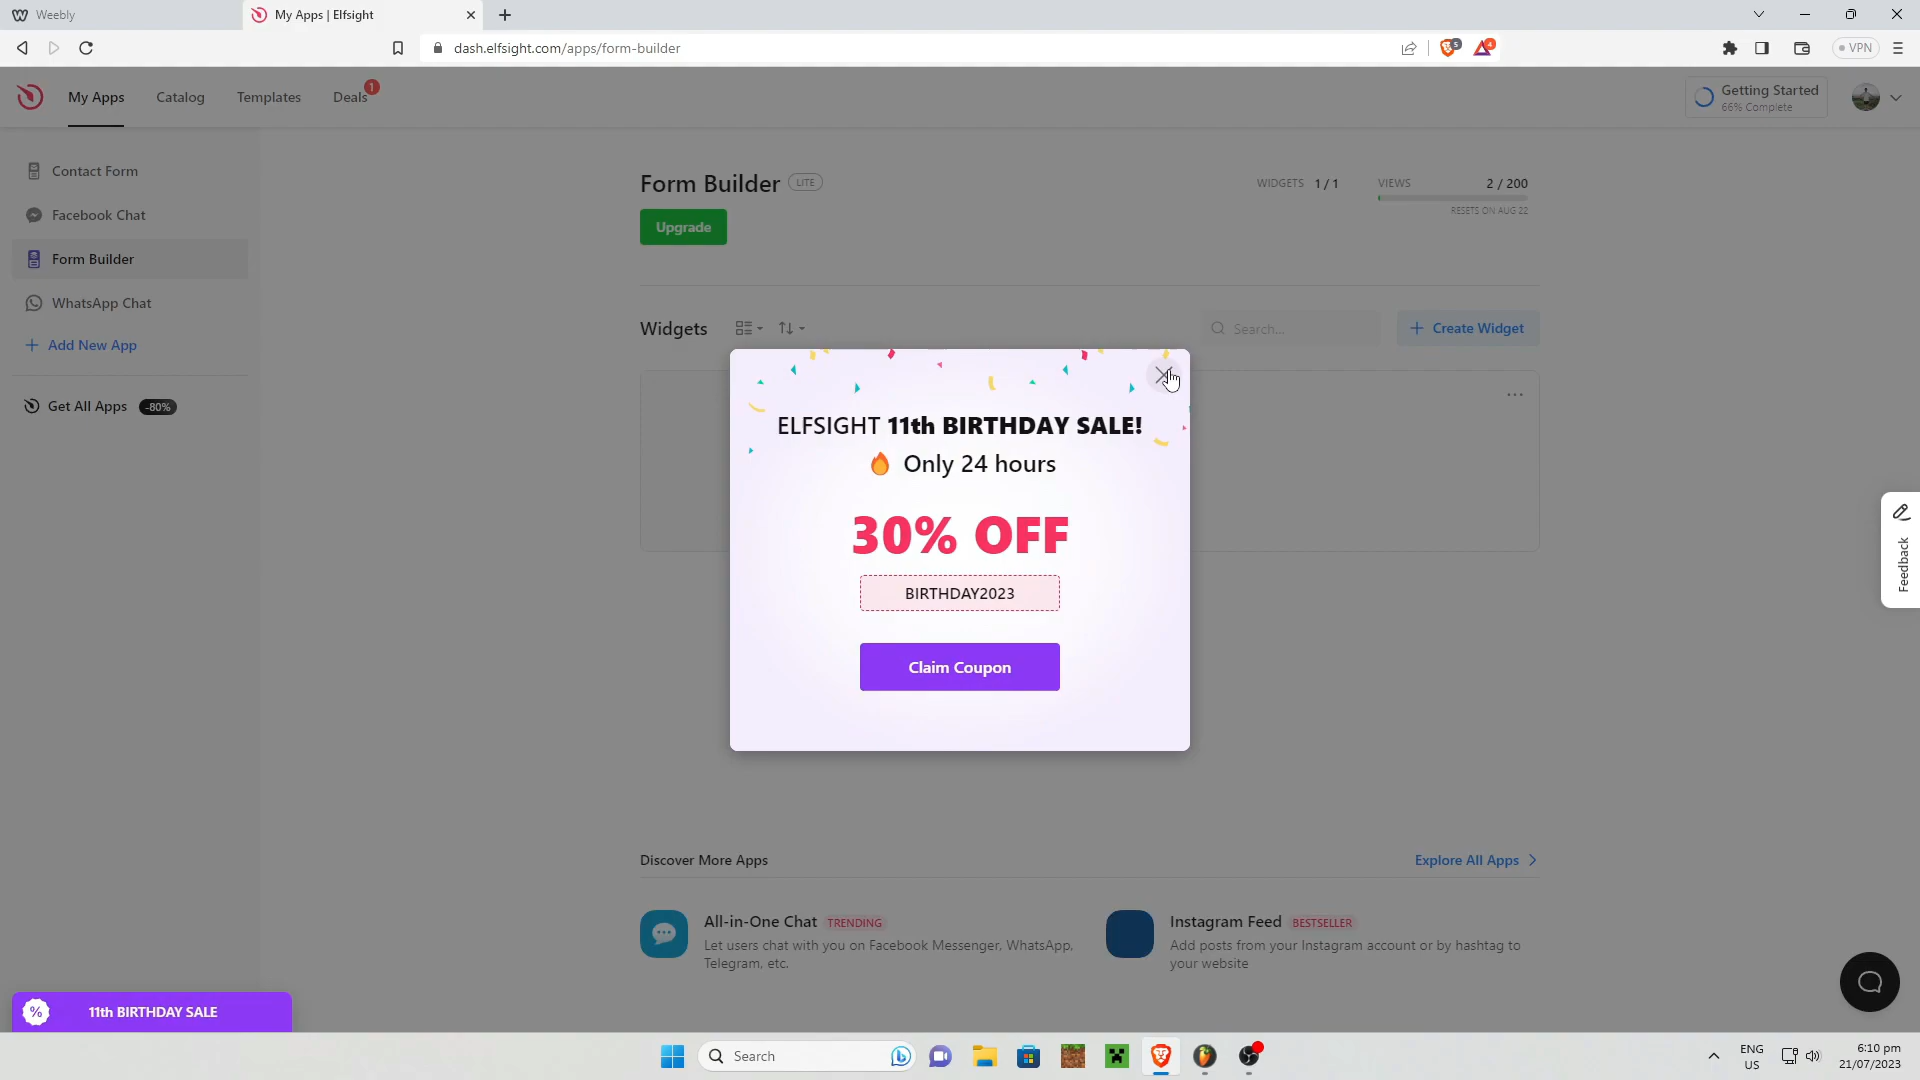 Weebly
My Apps | Elfsight
dash.elfsight.com/apps/form-builder
5
4
VPN
My Apps
Catalog
Templates
Deals
1
Getting Started
66% Complete
Contact Form
Facebook Chat
Form Builder
WhatsApp Chat
Add New App
Get All Apps
-80%
Form Builder
LITE
Upgrade
WIDGETS 1 / 1
VIEWS 2 / 200
RESETS ON AUG 22
Widgets
Search...
Create Widget
ELFSIGHT 11th BIRTHDAY SALE!
Only 24 hours
30% OFF
BIRTHDAY2023
Claim Coupon
Feedback
Discover More Apps
Explore All Apps
All-in-One Chat TRENDING
Let users chat with you on Facebook Messenger, WhatsApp,
Telegram, etc.
Instagram Feed BESTSELLER
Add posts from your Instagram account or by hashtag to
your website
% 11th BIRTHDAY SALE
Search
ENG
US
6:10 pm
21/07/2023